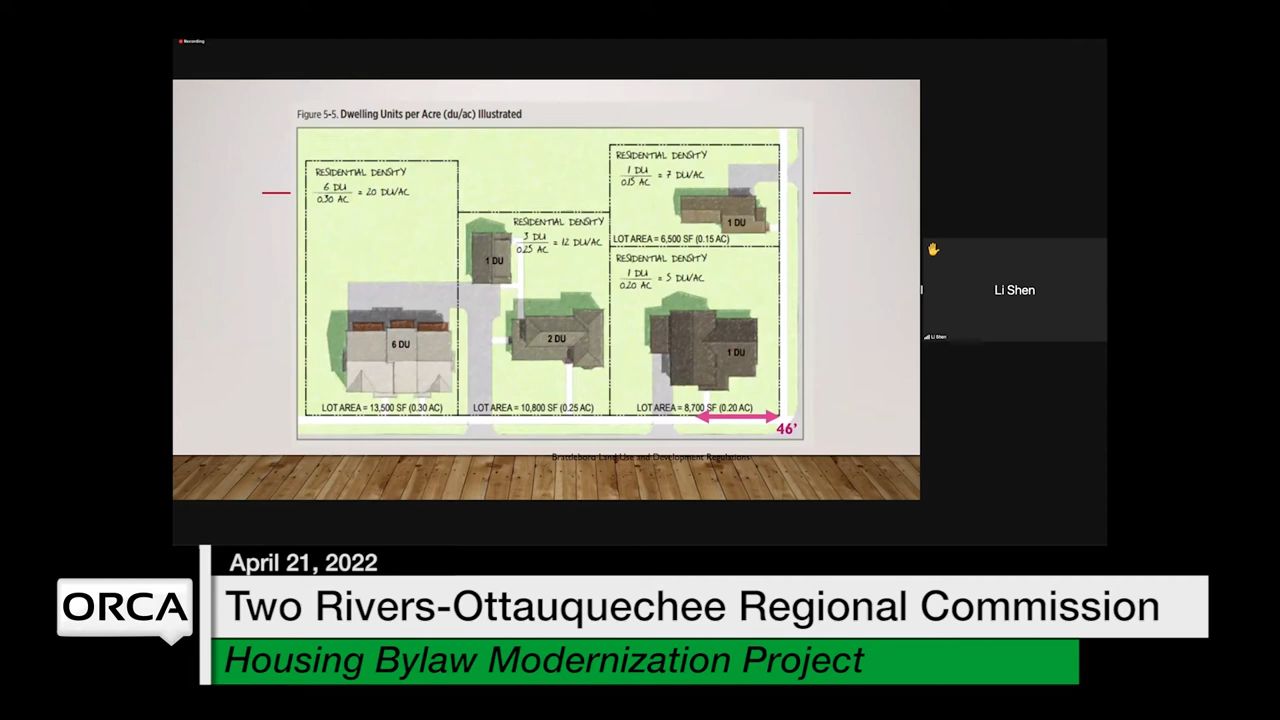 Recording
Figure 5-5. Dwelling Units per Acre (du/ac) Illustrated
RESIDENTIAL DENSITY
6 DU
0.30 AC
= 20 DU/AC
6 DU
LOT AREA = 13,500 SF (0.30 AC)
RESIDENTIAL DENSITY
3 DU
0.25 AC
= 12 DU/AC
1 DU
2 DU
LOT AREA = 10,800 SF (0.25 AC)
RESIDENTIAL DENSITY
1 DU
0.15 AC
= 7 DU/AC
1 DU
LOT AREA = 6,500 SF (0.15 AC)
RESIDENTIAL DENSITY
1 DU
0.20 AC
= 5 DU/AC
1 DU
LOT AREA = 8,700 SF (0.20 AC)
46'
Brattleboro Land Use and Development Regulations
Li Shen
Li Shen
April 21, 2022
ORCA
Two Rivers-Ottauquechee Regional Commission
Housing Bylaw Modernization Project